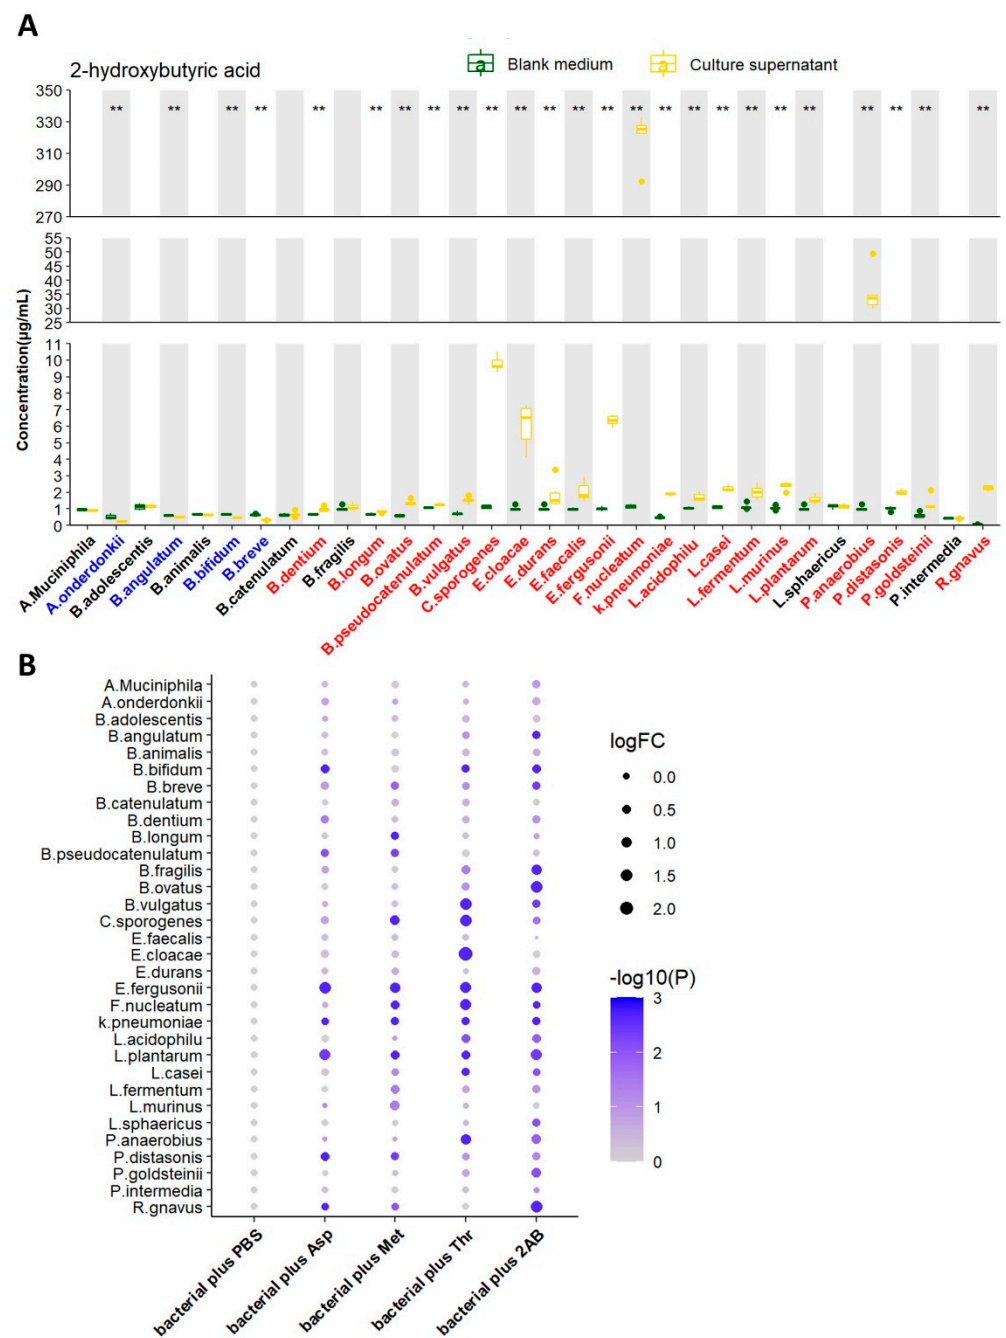 A
2-hydroxybutyric acid
a Blank medium
a Culture supernatant
350
330
310
290
270
** ** ** ** ** ** ** ** ** ** ** ** ** ** ** ** ** ** ** ** ** ** ** ** ** **
55
50
45
40
35
30
25
Concentration(μg/mL)
11
10
9
8
7
6
5
4
3
2
1
0
A.Muciniphila
A.onderdonkii
B.adolescentis
B.angulatum
B.animalis
B.bifidum
B.breve
B.catenulatum
B.dentium
B.fragilis
B.longum
B.ovatus
B.pseudocatenulatum
B.vulgatus
C.sporogenes
E.cloacae
E.durans
E.faecalis
E.fergusonii
F.nucleatum
k.pneumoniae
L.acidophilu
L.casei
L.fermentum
L.murinus
L.plantarum
L.sphaericus
P.anaerobius
P.distasonis
P.goldsteinii
P.intermedia
R.gnavus
B
A.Muciniphila
A.onderdonkii
B.adolescentis
B.angulatum
B.animalis
B.bifidum
B.breve
B.catenulatum
B.dentium
B.longum
B.pseudocatenulatum
B.fragilis
B.ovatus
B.vulgatus
C.sporogenes
E.faecalis
E.cloacae
E.durans
E.fergusonii
F.nucleatum
k.pneumoniae
L.acidophilu
L.plantarum
L.casei
L.fermentum
L.murinus
L.sphaericus
P.anaerobius
P.distasonis
P.goldsteinii
P.intermedia
R.gnavus
bacterial plus PBS
bacterial plus Asp
bacterial plus Met
bacterial plus Thr
bacterial plus 2AB
logFC
0.0
0.5
1.0
1.5
2.0
-log10(P)
3
2
1
0